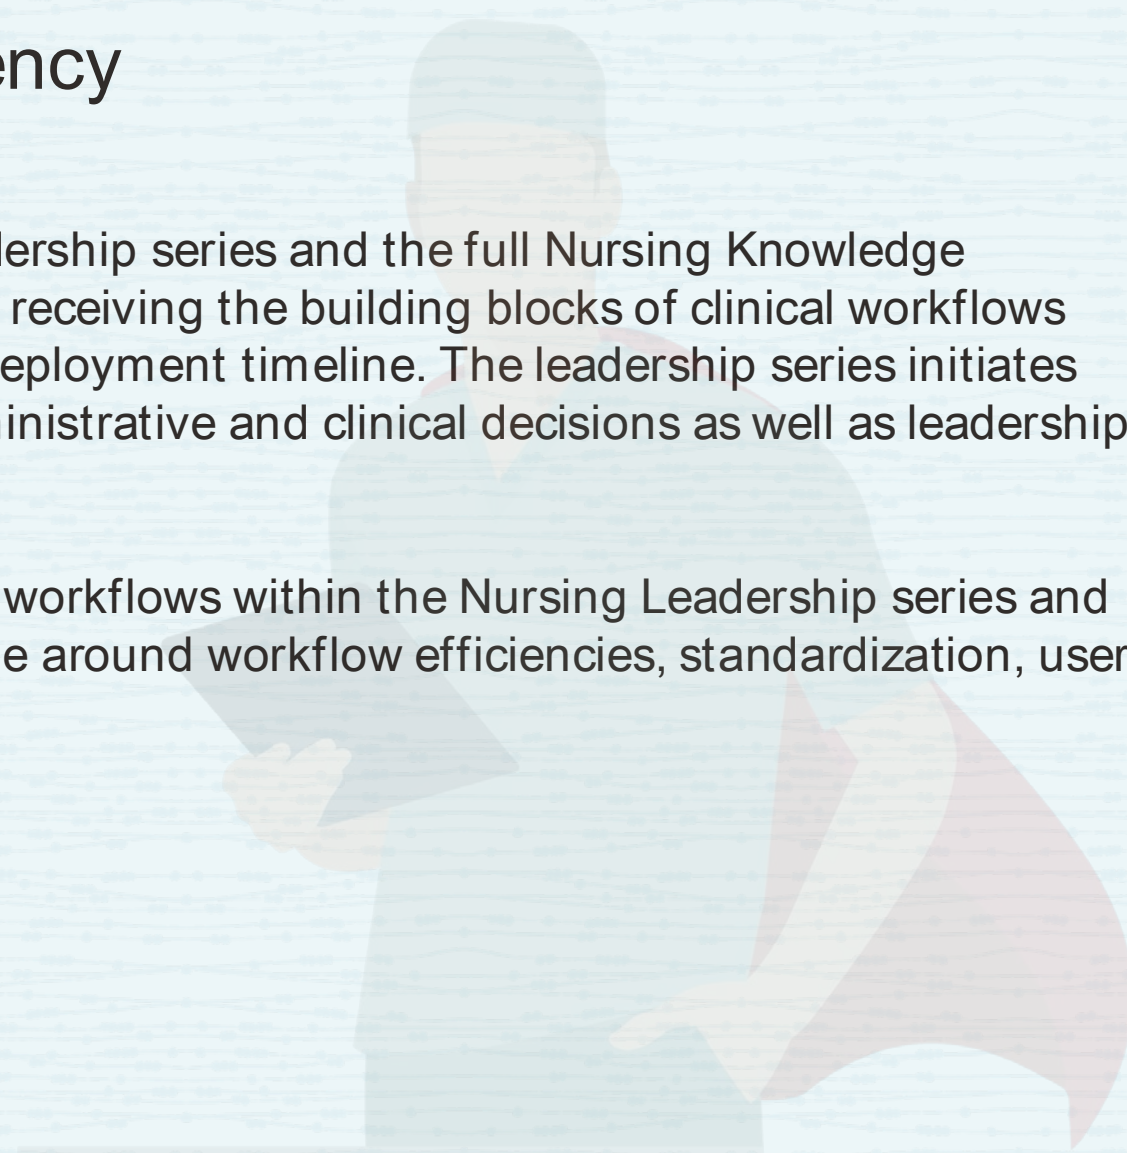 ency
dership series and the full Nursing Knowledge
receiving the building blocks of clinical workflows
eployment timeline. The leadership series initiates
inistrative and clinical decisions as well as leadership
workflows within the Nursing Leadership series and
e around workflow efficiencies, standardization, user